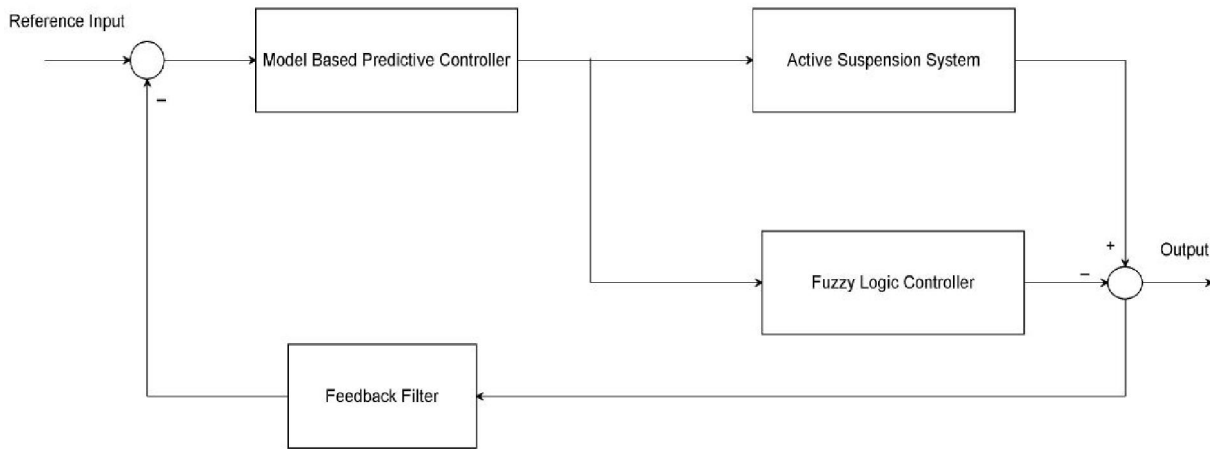 Reference Input
Model Based Predictive Controller
Active Suspension System
−
+
Output
Fuzzy Logic Controller
−
Feedback Filter